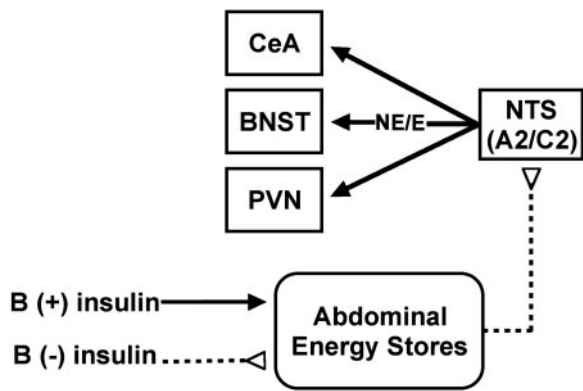 CeA
BNST
NE/E
NTS
(A2/C2)
PVN
B (+) insulin
B (-) insulin
Abdominal
Energy Stores